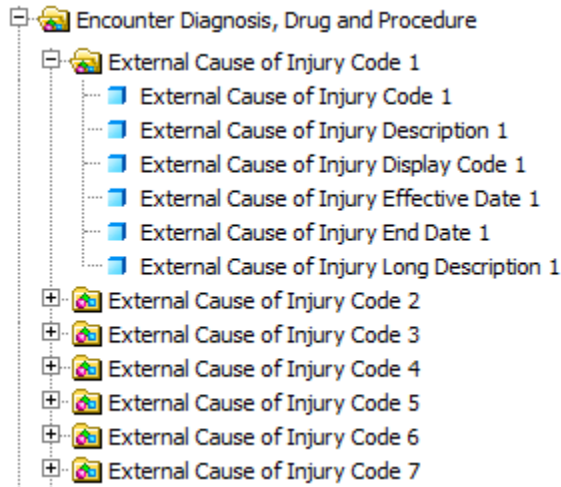 Encounter Diagnosis, Drug and Procedure
External Cause of Injury Code 1
External Cause of Injury Code 1
External Cause of Injury Description 1
External Cause of Injury Display Code 1
External Cause of Injury Effective Date 1
External Cause of Injury End Date 1
External Cause of Injury Long Description 1
External Cause of Injury Code 2
External Cause of Injury Code 3
External Cause of Injury Code 4
External Cause of Injury Code 5
External Cause of Injury Code 6
External Cause of Injury Code 7